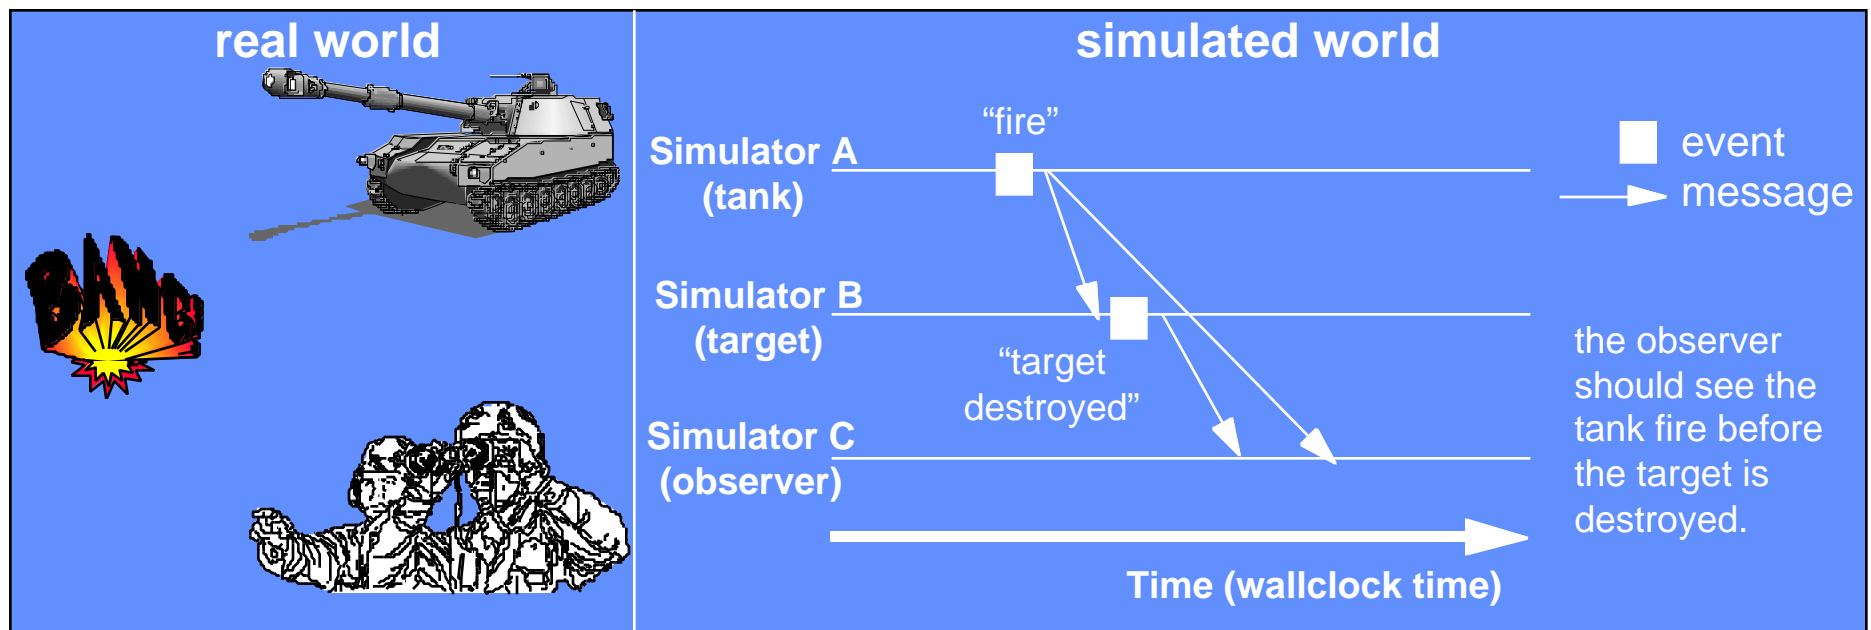 real world
BANG!
simulated world
“fire”
Simulator A
(tank)
Simulator B
(target)
“target
destroyed”
Simulator C
(observer)
Time (wallclock time)
event
message
the observer
should see the
tank fire before
the target is
destroyed.